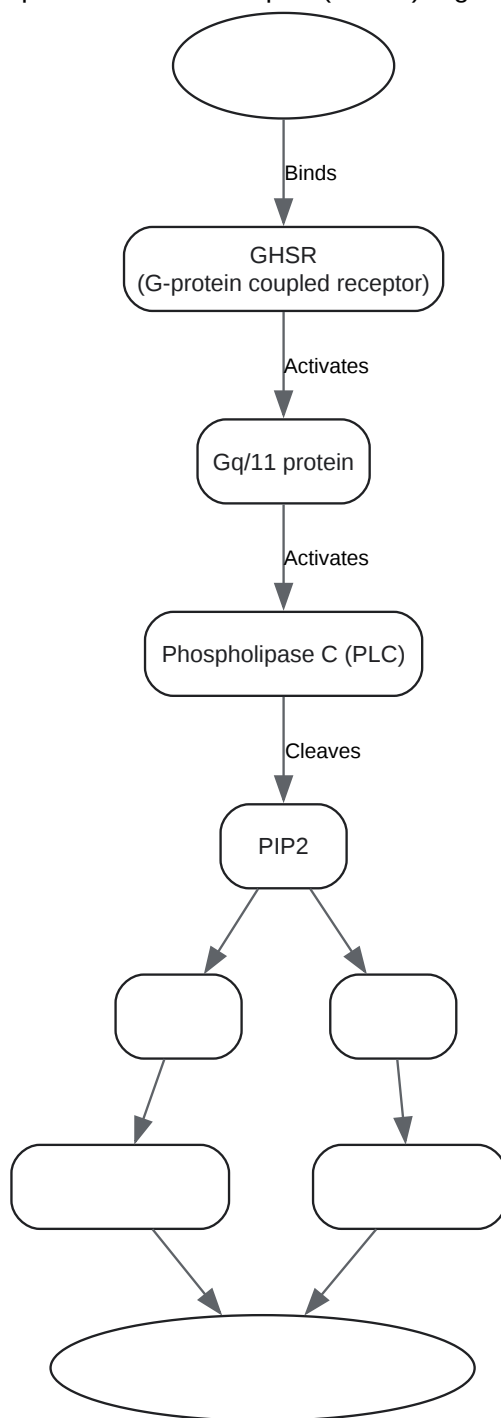 Binds
GHSR
(G-protein coupled receptor)
Activates
Gq/11 protein
Activates
Phospholipase C (PLC)
Cleaves
PIP2